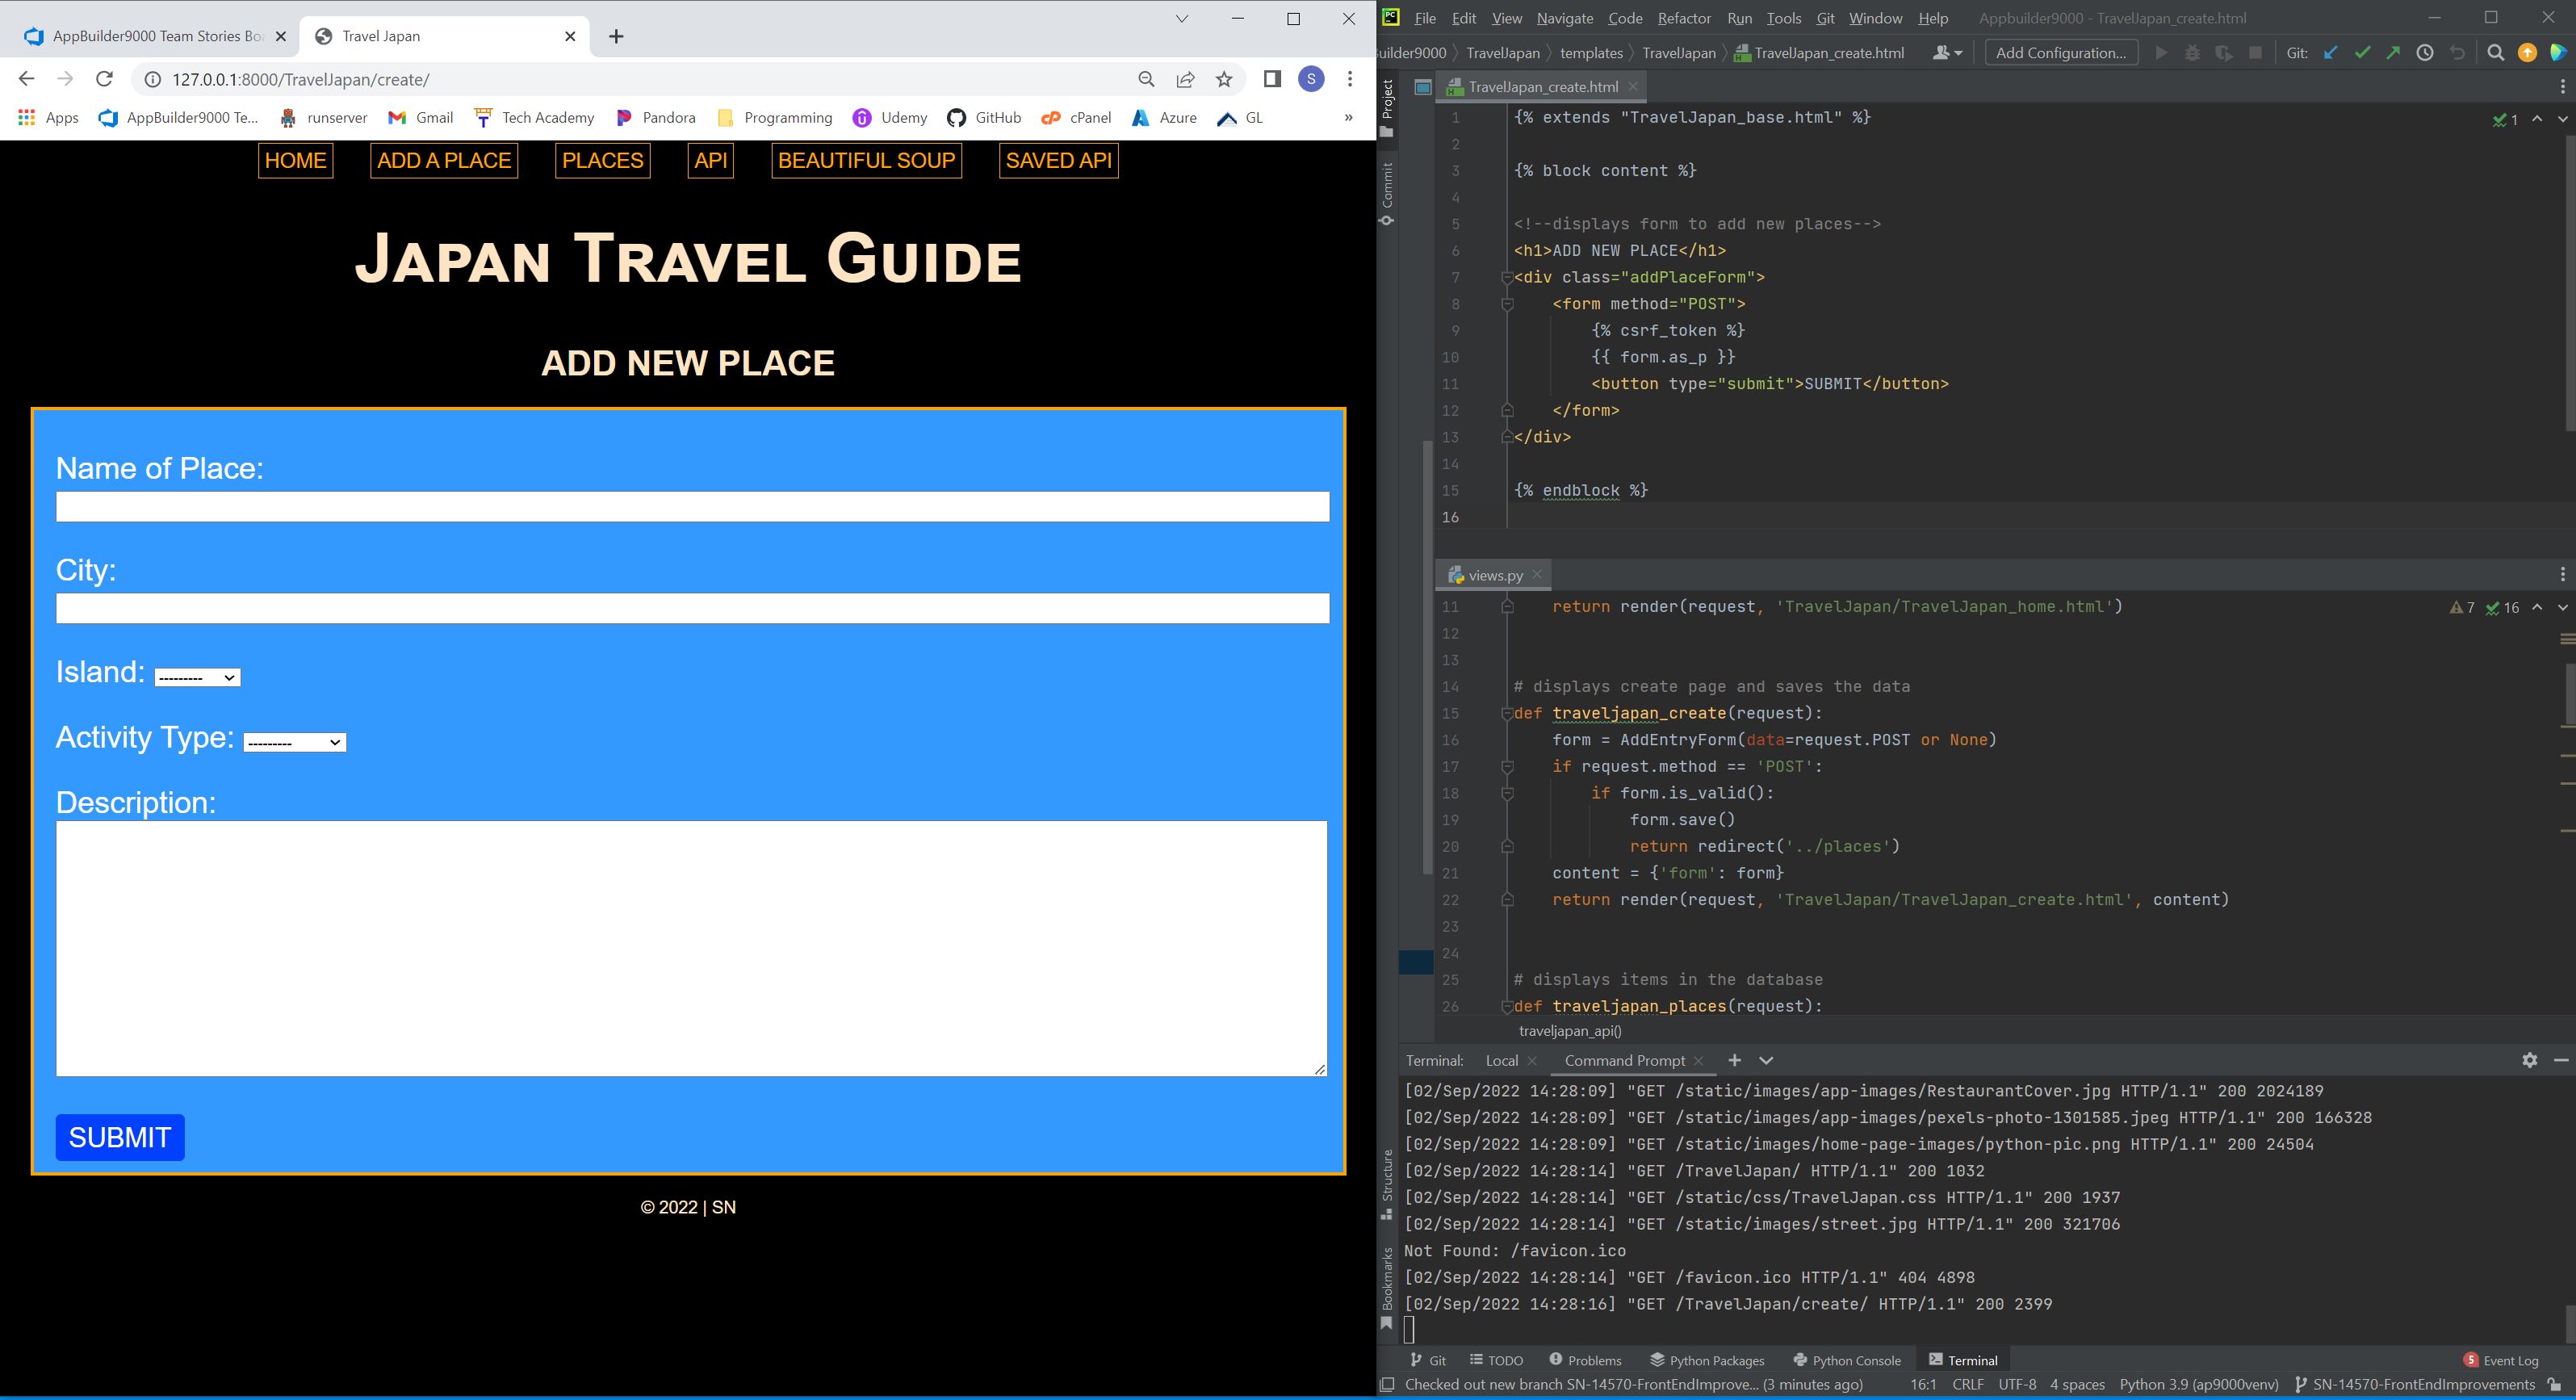 AppBuilder9000 Team Stories Bo
Travel Japan
127.0.0.1:8000/TravelJapan/create/
S
Apps
AppBuilder9000 Te...
runserver
Gmail
Tech Academy
Pandora
Programming
Udemy
GitHub
cPanel
Azure
GL
»
HOME
ADD A PLACE
PLACES
API
BEAUTIFUL SOUP
SAVED API
Japan Travel Guide
ADD NEW PLACE
Name of Place:
City:
Island: ---------
Activity Type: ---------
Description:
SUBMIT
© 2022 | SN
PC File Edit View Navigate Code Refactor Run Tools Git Window Help Appbuilder9000 - TravelJapan_create.html
uilder9000 TravelJapan templates TravelJapan TravelJapan_create.html Add Configuration... Git:
Project
Commit
Structure
Bookmarks
TravelJapan_create.html
1 {% extends "TravelJapan_base.html" %}
1
2
3 {% block content %}
4
5 <!--displays form to add new places-->
6 <h1>ADD NEW PLACE</h1>
7 <div class="addPlaceForm">
8 <form method="POST">
9 {% csrf_token %}
10 {{ form.as_p }}
11 <button type="submit">SUBMIT</button>
12 </form>
13 </div>
14
15 {% endblock %}
16
views.py
11 return render(request, 'TravelJapan/TravelJapan_home.html')
7 16
12
13
14 # displays create page and saves the data
15 def traveljapan_create(request):
16 form = AddEntryForm(data=request.POST or None)
17 if request.method == 'POST':
18 if form.is_valid():
19 form.save()
20 return redirect('../places')
21 content = {'form': form}
22 return render(request, 'TravelJapan/TravelJapan_create.html', content)
23
24
25 # displays items in the database
26 def traveljapan_places(request):
traveljapan_api()
Terminal: Local Command Prompt
[02/Sep/2022 14:28:09] "GET /static/images/app-images/RestaurantCover.jpg HTTP/1.1" 200 2024189
[02/Sep/2022 14:28:09] "GET /static/images/app-images/pexels-photo-1301585.jpeg HTTP/1.1" 200 166328
[02/Sep/2022 14:28:09] "GET /static/images/home-page-images/python-pic.png HTTP/1.1" 200 24504
[02/Sep/2022 14:28:14] "GET /TravelJapan/ HTTP/1.1" 200 1032
[02/Sep/2022 14:28:14] "GET /static/css/TravelJapan.css HTTP/1.1" 200 1937
[02/Sep/2022 14:28:14] "GET /static/images/street.jpg HTTP/1.1" 200 321706
Not Found: /favicon.ico
[02/Sep/2022 14:28:14] "GET /favicon.ico HTTP/1.1" 404 4898
[02/Sep/2022 14:28:16] "GET /TravelJapan/create/ HTTP/1.1" 200 2399
Git TODO Problems Python Packages Python Console Terminal 5 Event Log
Checked out new branch SN-14570-FrontEndImprove... (3 minutes ago) 16:1 CRLF UTF-8 4 spaces Python 3.9 (ap9000venv) SN-14570-FrontEndImprovements